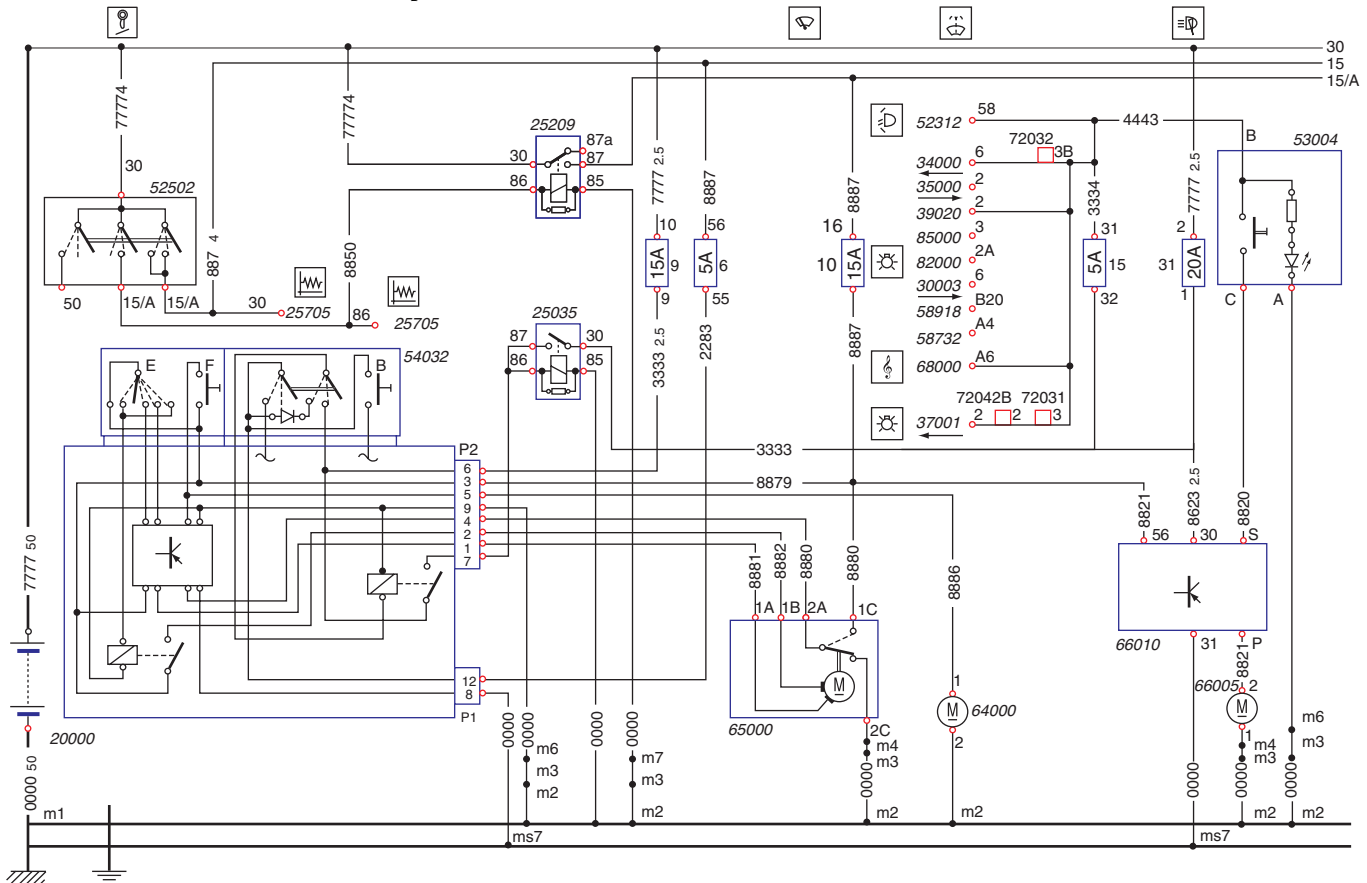 30
15
15/A
77774
77774
7777 2.5
8887
8887
7777 2.5
887 4
8850
30
52502
50
15/A
15/A
30
25705
86
25705
25209
87a
30
87
86
85
10
15A
9
9
3333 2.5
56
5A
6
55
2283
16
10
15A
8887
52312
58
4443
34000
6
72032
3B
35000
2
39020
2
85000
3
82000
2A
30003
6
58918
B20
58732
A4
68000
A6
72042B
72031
37001
2
2
3
3334
31
5A
15
32
2
31
20A
1
B
53004
C
A
25035
87
30
86
85
54032
E
F
B
P2
6
3
5
9
4
2
1
7
3333
8879
8821
8623 2.5
8820
8881
8882
8880
8880
8886
56
30
S
1A
1B
2A
1C
M
65000
2C
66010
31
P
8821
66005
2
M
1
1
M
64000
2
12
8
P1
7777 50
20000
0000 50
m1
0000
0000
m6
m3
m2
0000
0000
m7
m3
m2
m4
m3
0000
m2
m2
0000
m4
m3
0000
m2
m6
m3
0000
m2
ms7
ms7